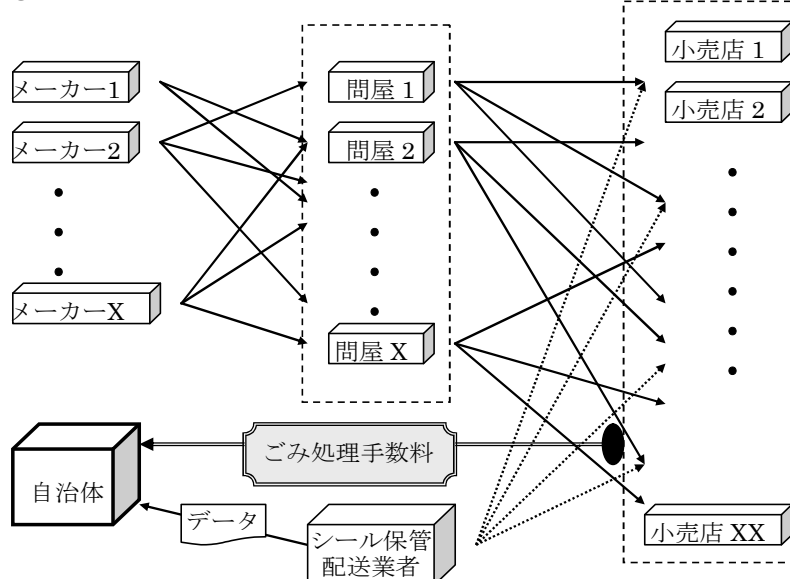 メーカー1
メーカー2
メーカーX
問屋 1
問屋 2
問屋 X
小売店 1
小売店 2
小売店 XX
ごみ処理手数料
自治体
データ
シール保管
配送業者